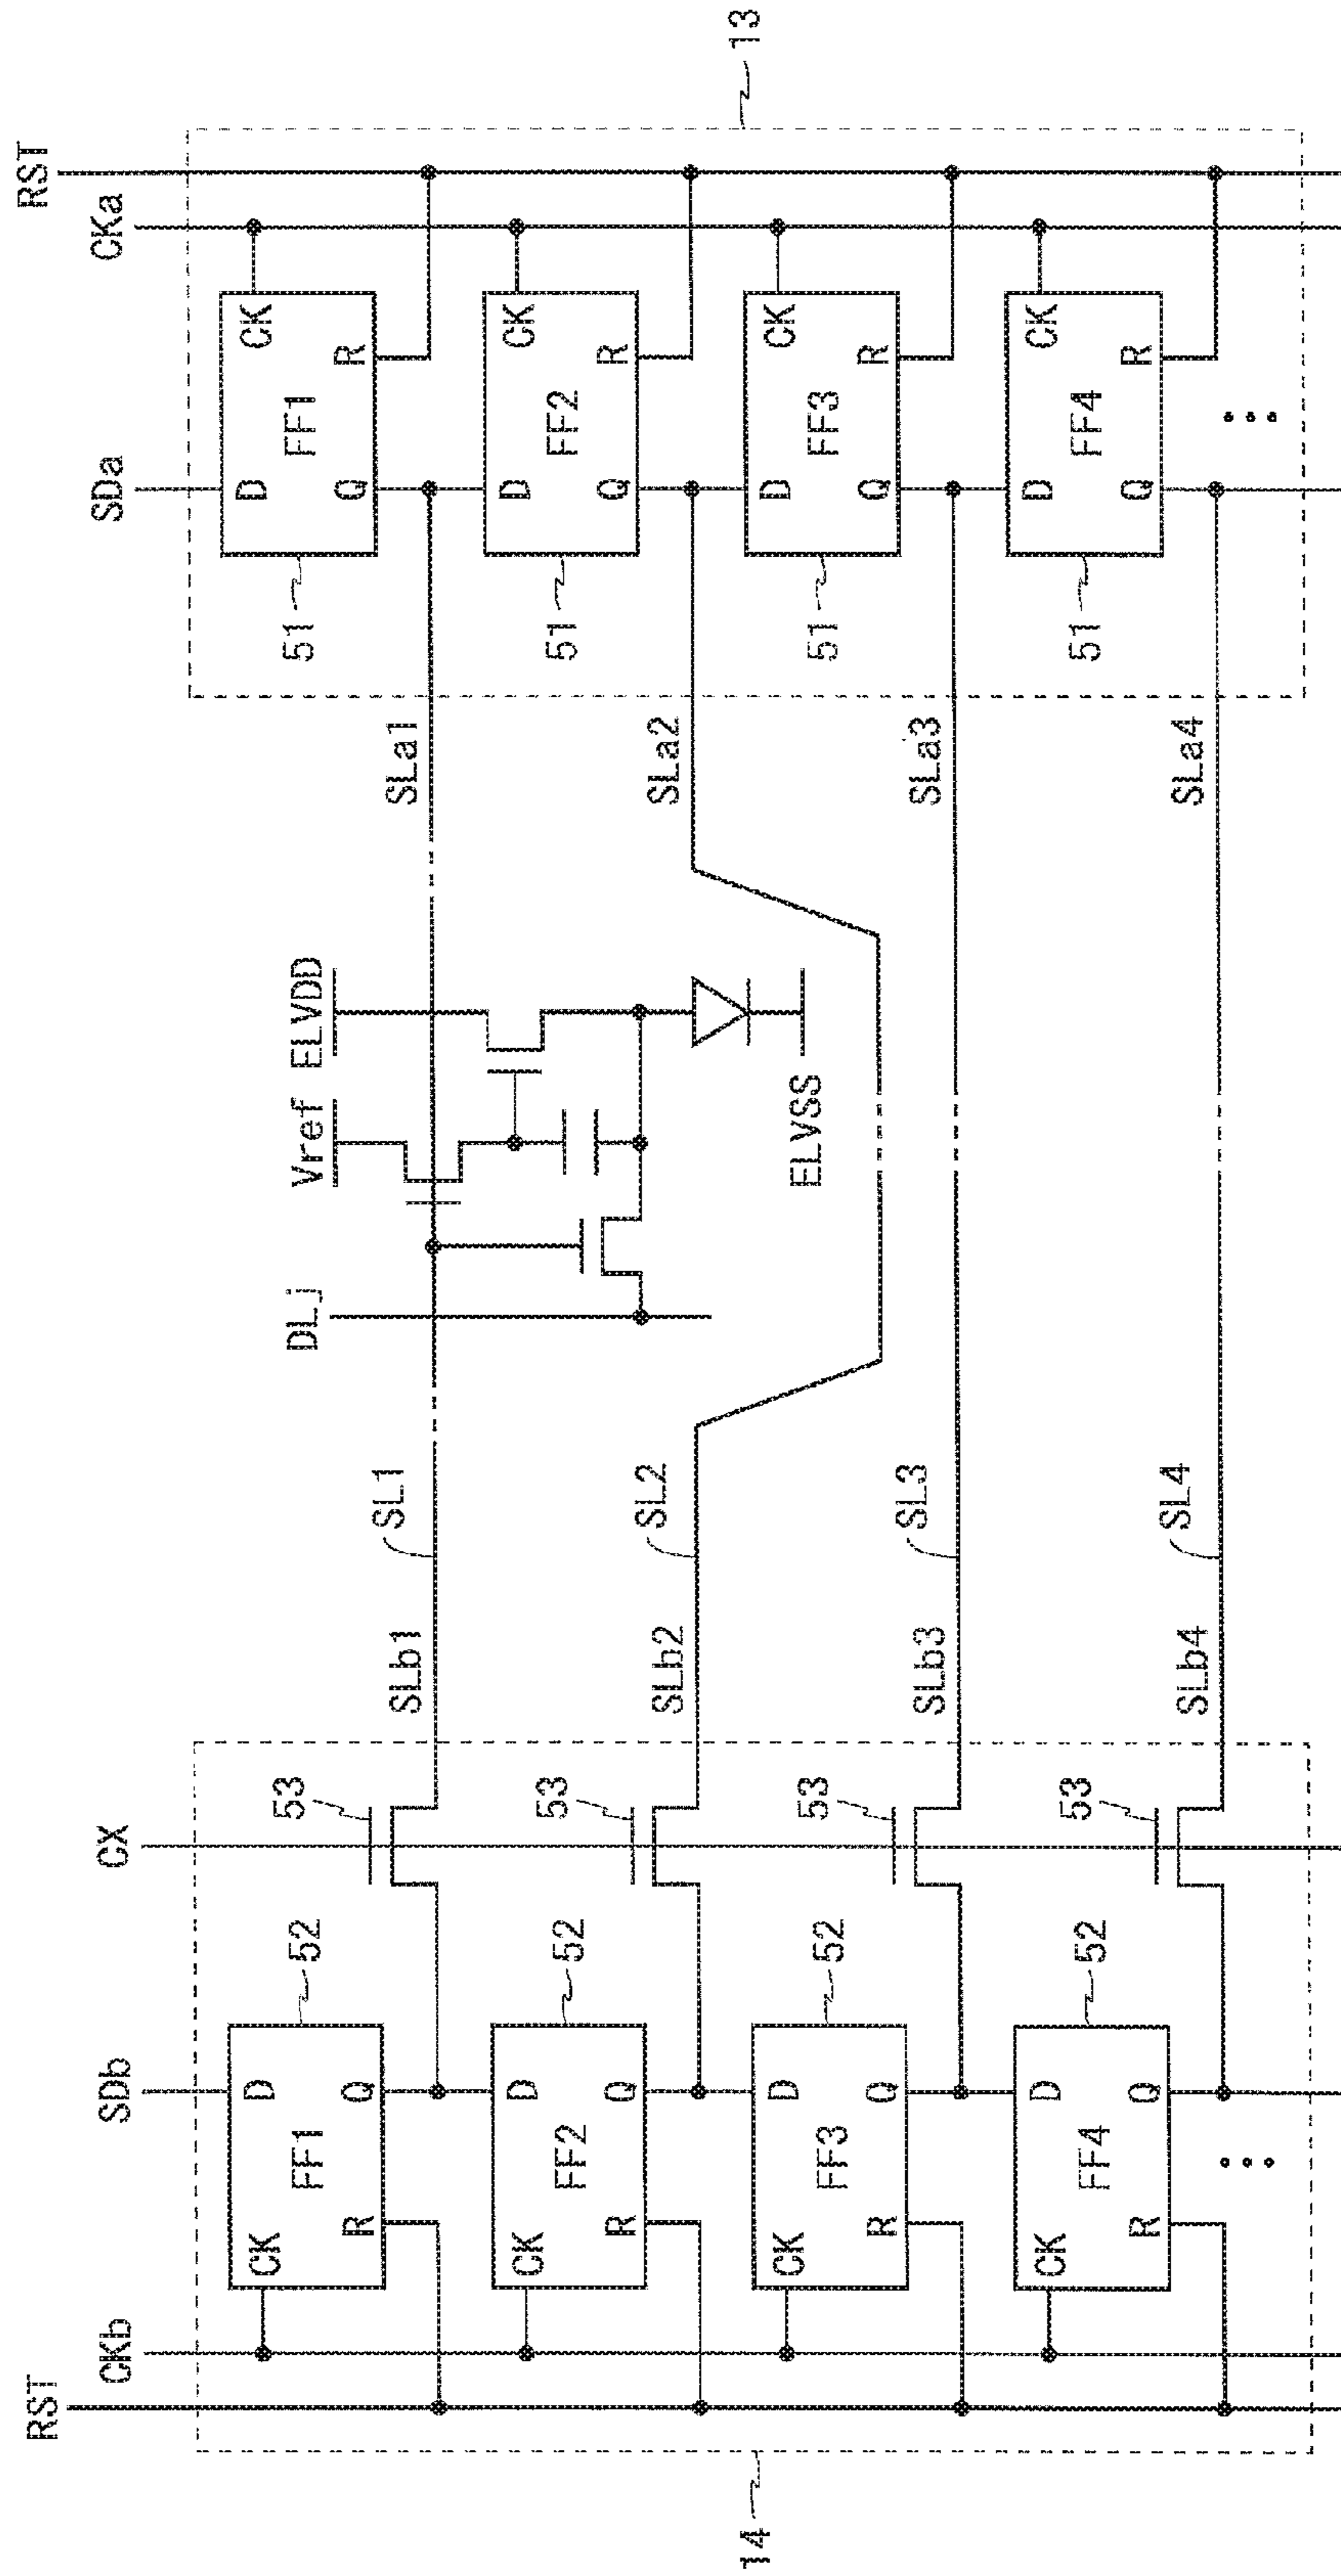 RST
RST
CKb
SDb
CX
SDa
CKa
CK
D
D
CK
FF1
52
53
DLj
Vref
ELVDD
51
FF1
R
Q
Q
R
SLb1
SL1
SLa1
CK
D
D
CK
FF2
52
53
51
FF2
R
Q
Q
R
SLb2
SL2
SLa2
14
13
CK
D
ELVSS
D
CK
FF3
52
53
51
FF3
R
Q
Q
R
SLb3
SL3
SLa3
CK
D
D
CK
FF4
52
53
51
FF4
R
Q
Q
R
SLb4
SL4
SLa4